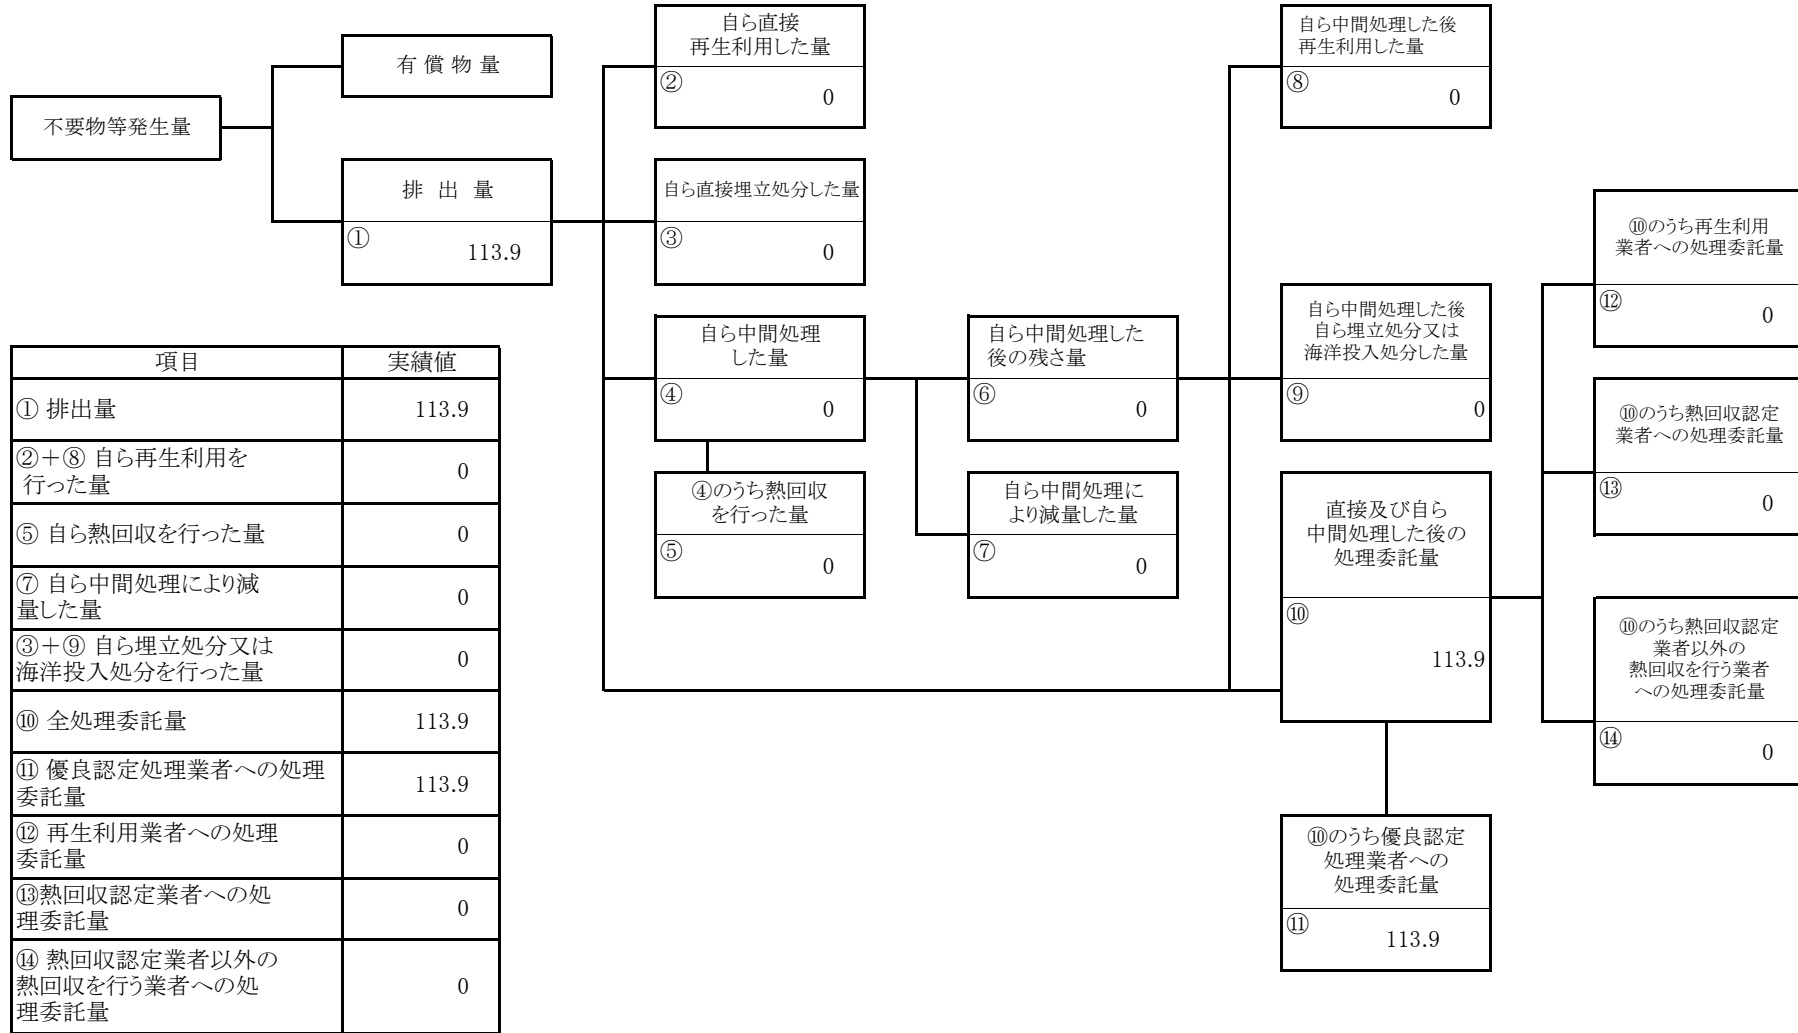 自ら直接
再生利用した量
②
0
自ら中間処理した後
再生利用した量
⑧
0
有 償 物 量
不要物等発生量
排 出 量
①
113.9
自ら直接埋立処分した量
③
0
⑩のうち再生利用
業者への処理委託量
⑫
0
自ら中間処理
した量
④
0
自ら中間処理した
後の残さ量
⑥
0
自ら中間処理した後
自ら埋立処分又は
海洋投入処分した量
⑨
0
⑩のうち熱回収認定
業者への処理委託量
⑬
0
④のうち熱回収
を行った量
⑤
0
自ら中間処理に
より減量した量
⑦
0
直接及び自ら
中間処理した後の
処理委託量
⑩
113.9
⑩のうち熱回収認定
業者以外の
熱回収を行う業者
への処理委託量
⑭
0
⑩のうち優良認定
処理業者への
処理委託量
⑪
113.9
項目 実績値
① 排出量 113.9
②+⑧ 自ら再生利用を
行った量 0
⑤ 自ら熱回収を行った量 0
⑦ 自ら中間処理により減
量した量 0
③+⑨ 自ら埋立処分又は
海洋投入処分を行った量 0
⑩ 全処理委託量 113.9
⑪ 優良認定処理業者への処理
委託量 113.9
⑫ 再生利用業者への処理
委託量 0
⑬熱回収認定業者への処
理委託量 0
⑭ 熱回収認定業者以外の
熱回収を行う業者への処
理委託量 0